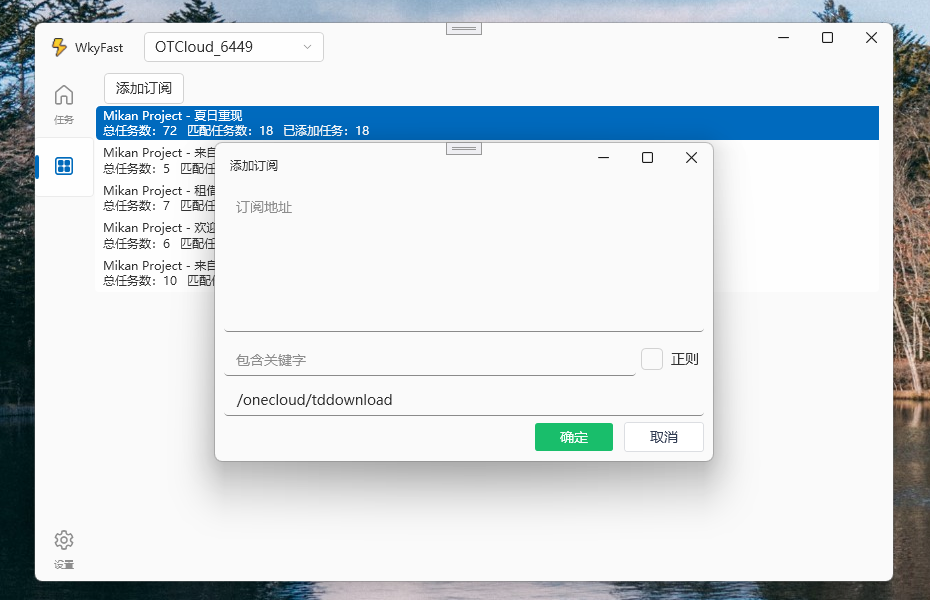 WkyFast
OTCloud_6449
添加订阅
任务
Mikan Project - 夏日重现
总任务数: 72 匹配任务数: 18 已添加任务: 18
Mikan Project - 来自
总任务数: 5 匹配任
Mikan Project - 租借
总任务数: 7 匹配任
Mikan Project - 欢迎
总任务数: 6 匹配任
Mikan Project - 来自
总任务数: 10 匹配任
添加订阅
订阅地址
包含关键字
正则
/onecloud/tddownload
确定
取消
设置